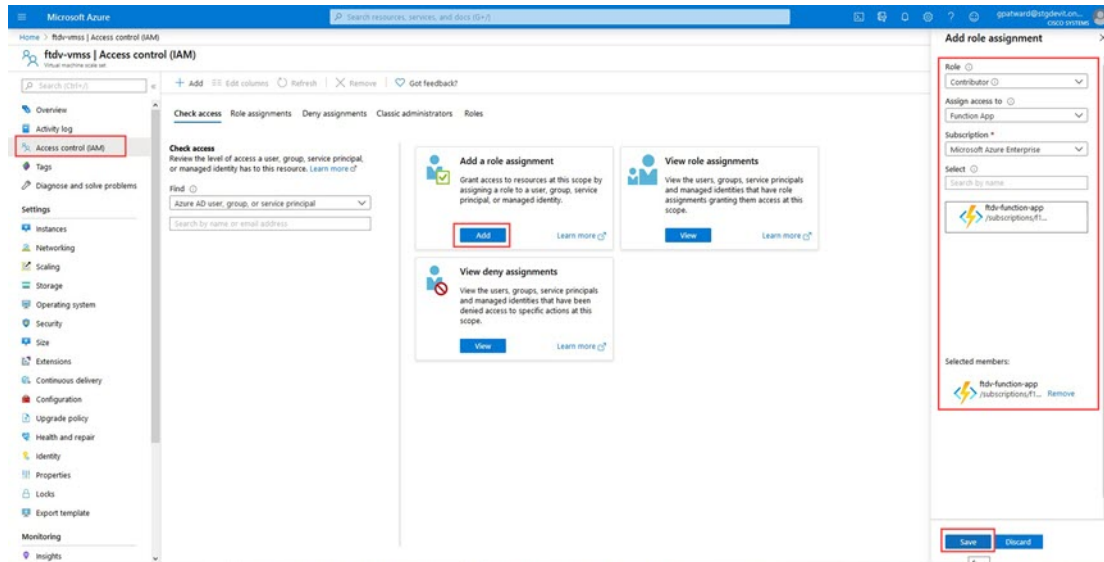 Microsoft Azure
Search resources, services, and docs (G+/)
gpatward@stgdevit.on...
CISCO SYSTEMS
Home > ftdv-vmss | Access control (IAM)
ftdv-vmss | Access control (IAM)
Virtual machine scale set
Search (Ctrl+/)
Overview
Activity log
Access control (IAM)
Tags
Diagnose and solve problems
Settings
Instances
Networking
Scaling
Storage
Operating system
Security
Size
Extensions
Continuous delivery
Configuration
Upgrade policy
Health and repair
Identity
Properties
Locks
Export template
Monitoring
Insights
Add Edit columns Refresh Remove Got feedback?
Check access Role assignments Deny assignments Classic administrators Roles
Check access
Review the level of access a user, group, service principal,
or managed identity has to this resource. Learn more
Find
Azure AD user, group, or service principal
Search by name or email address
Add a role assignment
Grant access to resources at this scope by
assigning a role to a user, group, service
principal, or managed identity.
Add Learn more
View role assignments
View the users, groups, service principals
and managed identities that have role
assignments granting them access at this
scope.
View Learn more
View deny assignments
View the users, groups, service principals
and managed identities that have been
denied access to specific actions at this
scope.
View Learn more
Add role assignment
Role
Contributor
Assign access to
Function App
Subscription *
Microsoft Azure Enterprise
Select
Search by name
ftdv-function-app
/subscriptions/f1...
Selected members:
ftdv-function-app
/subscriptions/f1... Remove
Save Discard